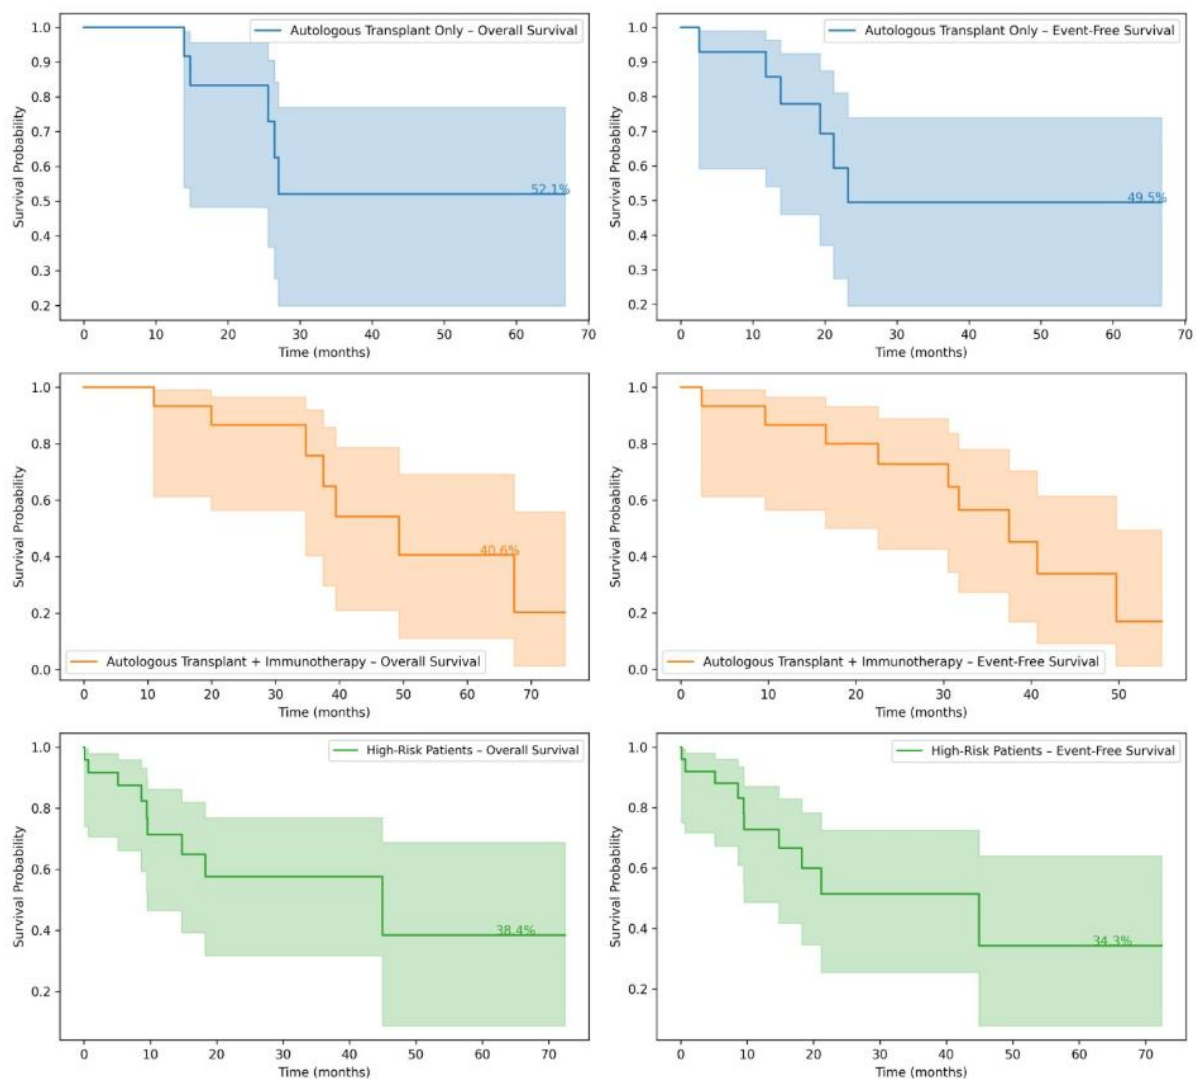 Autologous Transplant Only – Overall Survival
1.0
0.9
0.8
0.7
0.6
0.5
0.4
0.3
0.2
Survival Probability
52.1%
0 10 20 30 40 50 60 70
Time (months)
Autologous Transplant Only – Event-Free Survival
1.0
0.9
0.8
0.7
0.6
0.5
0.4
0.3
0.2
Survival Probability
49.5%
0 10 20 30 40 50 60 70
Time (months)
1.0
0.8
0.6
0.4
0.2
0.0
Survival Probability
40.6%
Autologous Transplant + Immunotherapy – Overall Survival
0 10 20 30 40 50 60 70
Time (months)
1.0
0.8
0.6
0.4
0.2
0.0
Survival Probability
Autologous Transplant + Immunotherapy – Event-Free Survival
0 10 20 30 40 50
Time (months)
High-Risk Patients – Overall Survival
1.0
0.8
0.6
0.4
0.2
Survival Probability
38.4%
0 10 20 30 40 50 60 70
Time (months)
High-Risk Patients – Event-Free Survival
1.0
0.8
0.6
0.4
0.2
Survival Probability
34.3%
0 10 20 30 40 50 60 70
Time (months)